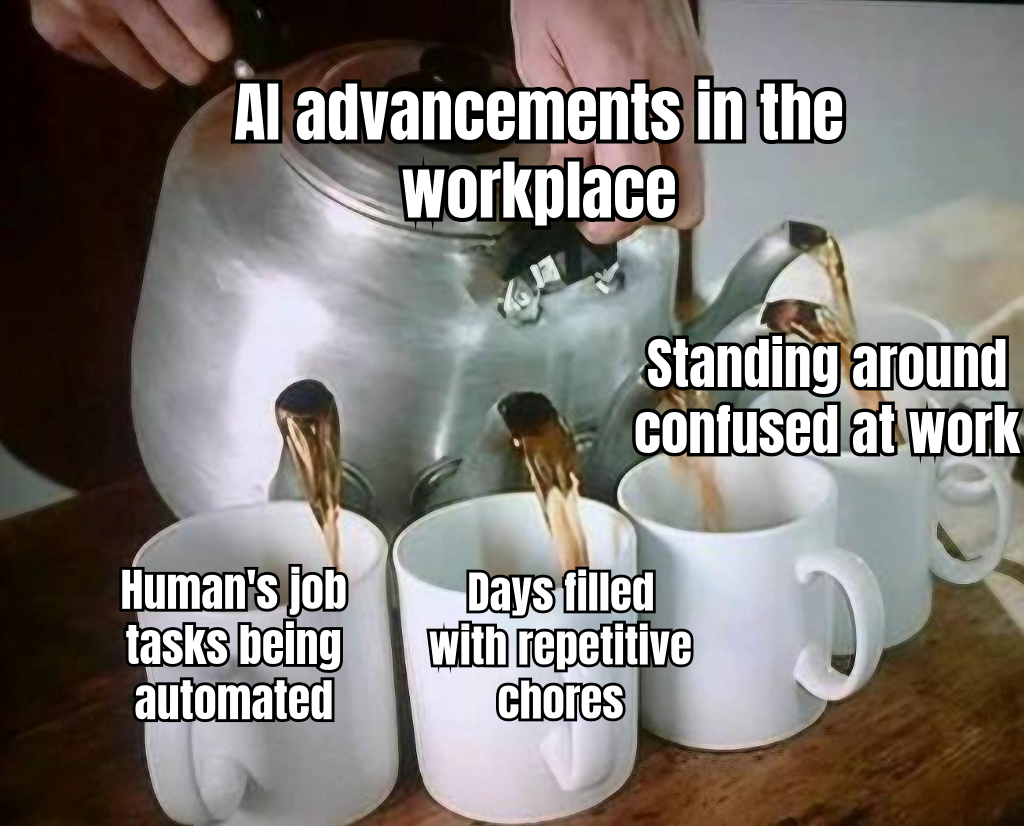 AI advancements in the
workplace
Standing around
confused at work
Human's job
tasks being
automated
Days filled
with repetitive
chores